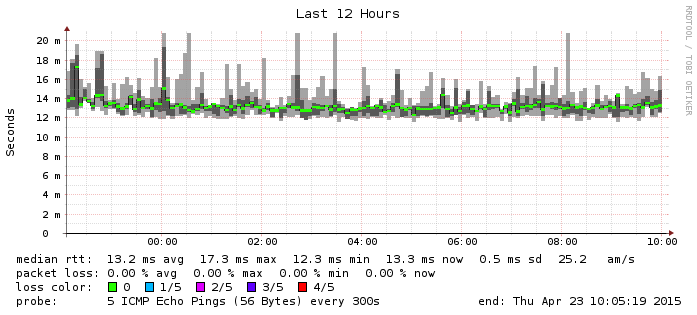 Last 12 Hours
RRDTOOL / TOBI OETIKER
Seconds
20 m
18 m
16 m
14 m
12 m
10 m
8 m
6 m
4 m
2 m
0
00:00 02:00 04:00 06:00 08:00 10:00
median rtt: 13.2 ms avg 17.3 ms max 12.3 ms min 13.3 ms now 0.5 ms sd 25.2 am/s
packet loss: 0.00 % avg 0.00 % max 0.00 % min 0.00 % now
loss color: 0 1/5 2/5 3/5 4/5
probe: 5 ICMP Echo Pings (56 Bytes) every 300s end: Thu Apr 23 10:05:19 2015